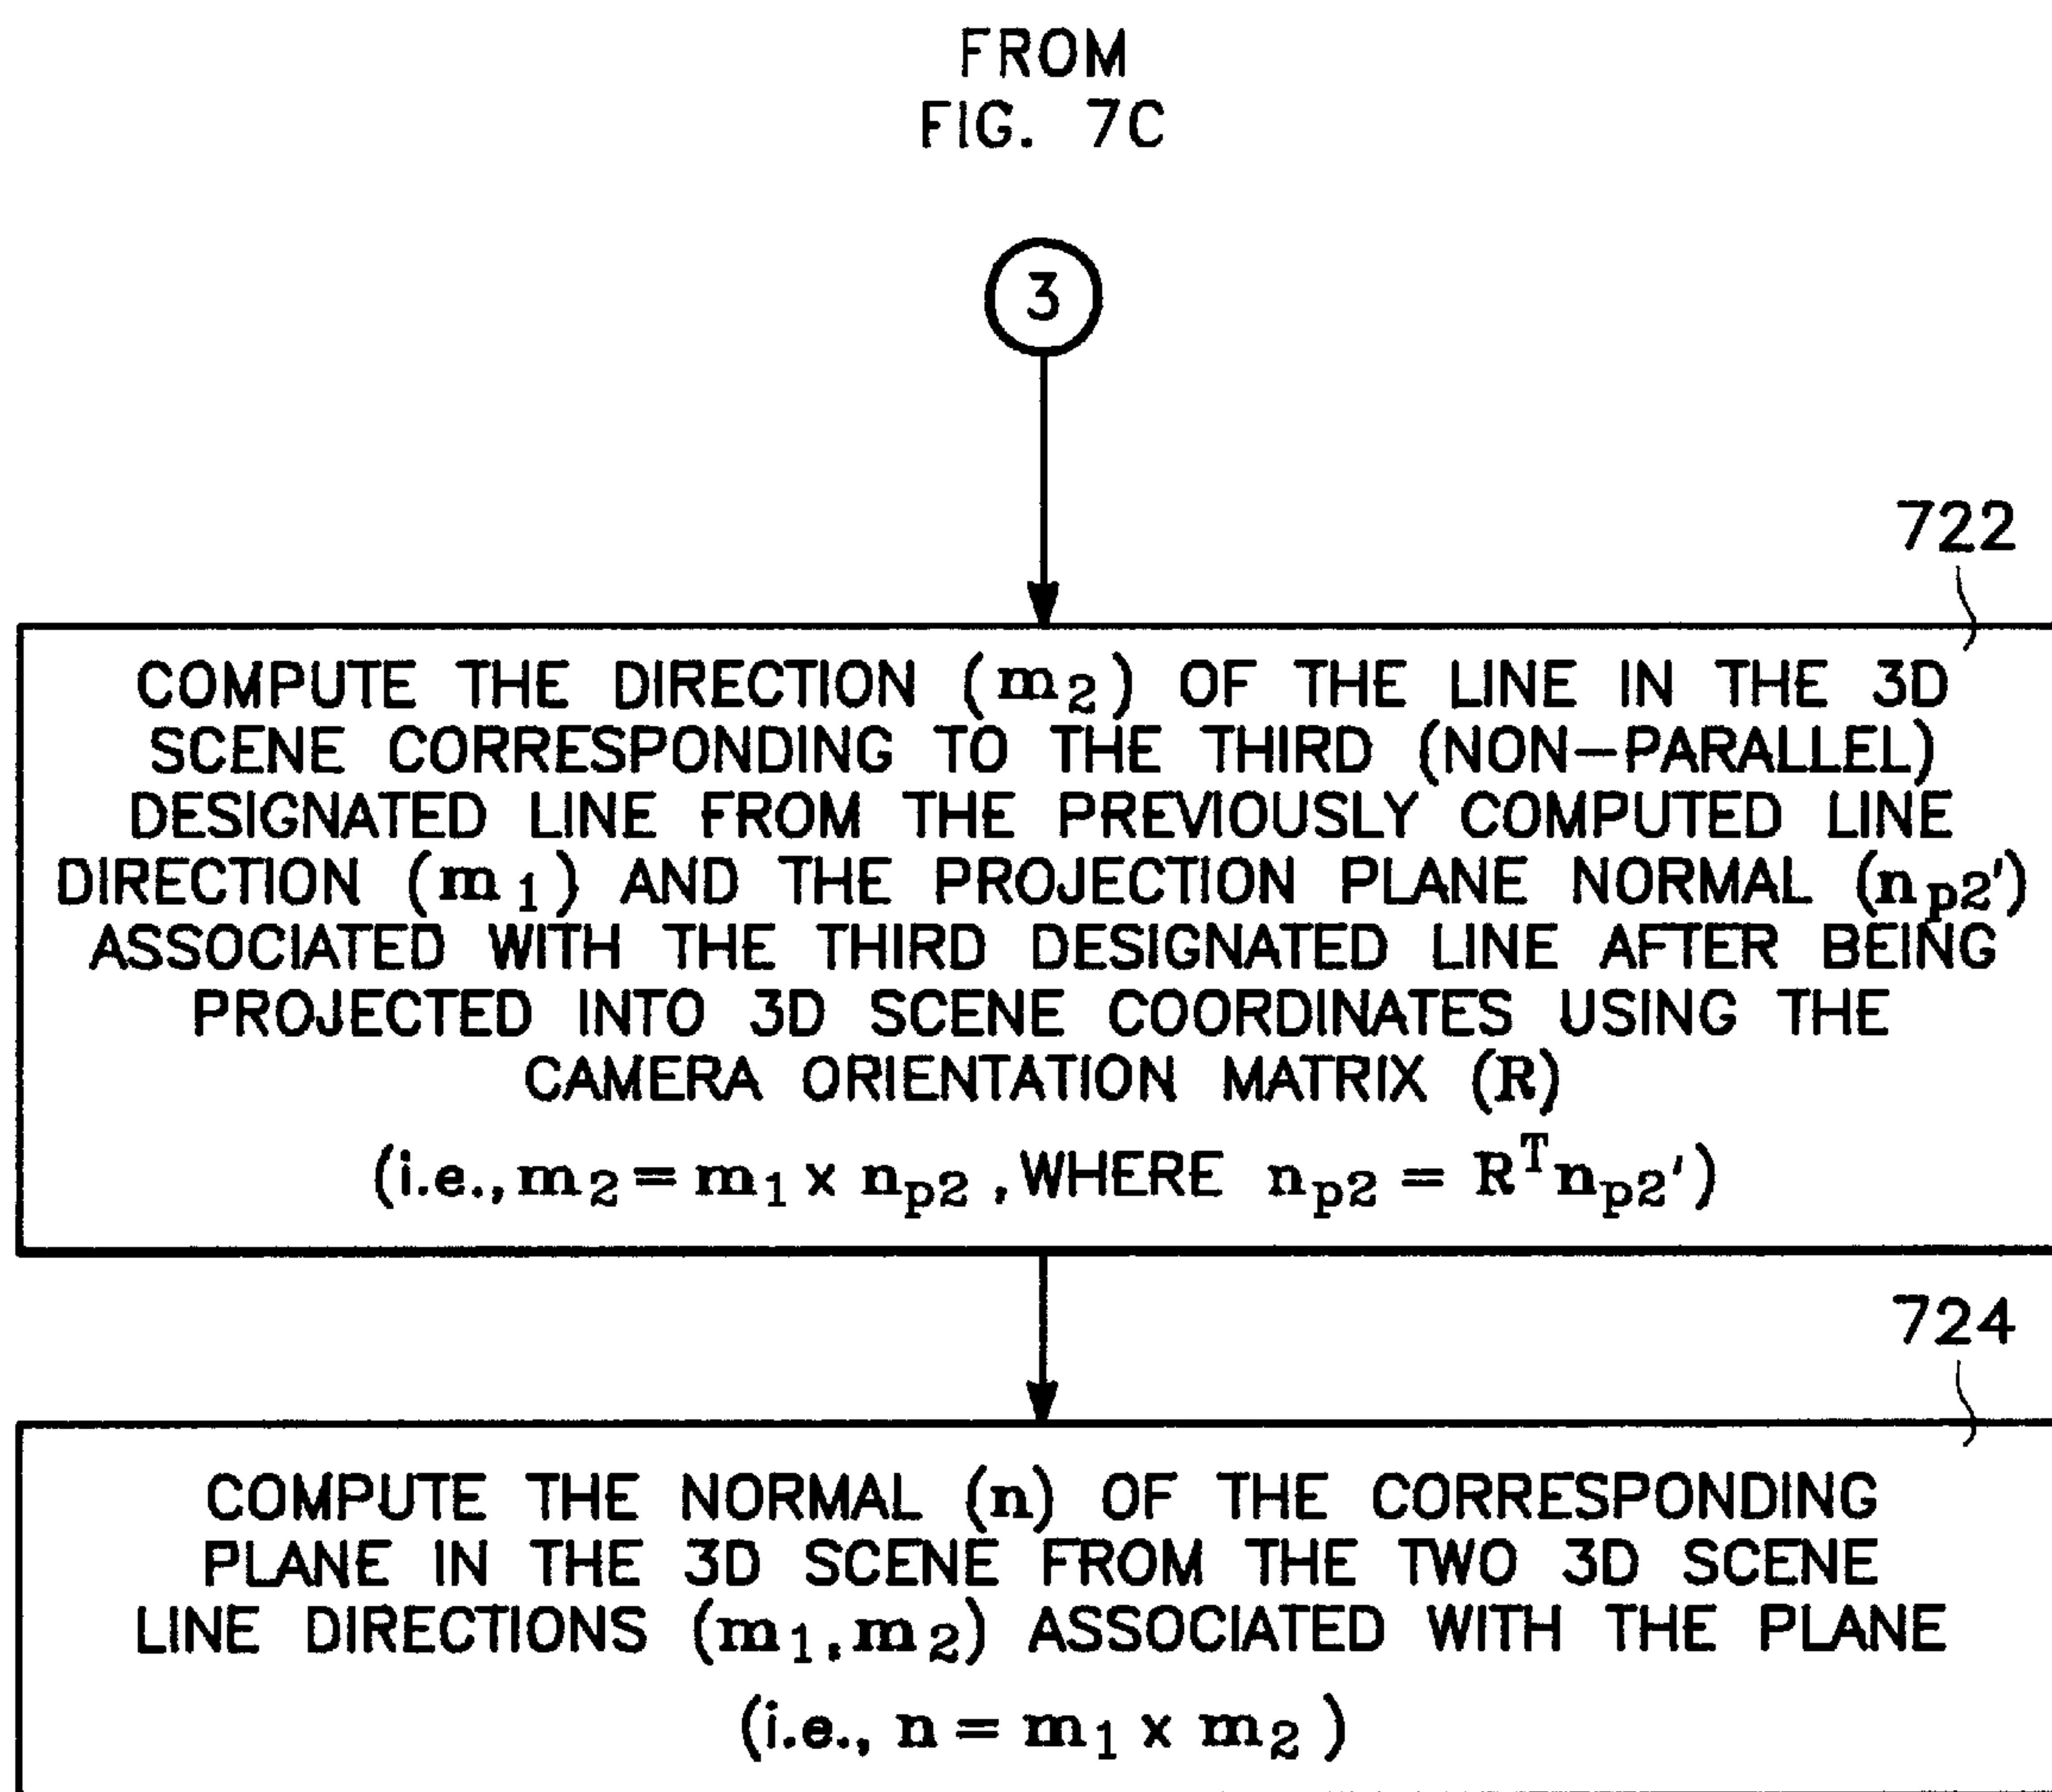 FROM
FIG. 7C
3
722
COMPUTE THE DIRECTION (m₂) OF THE LINE IN THE 3D
SCENE CORRESPONDING TO THE THIRD (NON-PARALLEL)
DESIGNATED LINE FROM THE PREVIOUSLY COMPUTED LINE
DIRECTION (m₁) AND THE PROJECTION PLANE NORMAL (nₚ₂')
ASSOCIATED WITH THE THIRD DESIGNATED LINE AFTER BEING
PROJECTED INTO 3D SCENE COORDINATES USING THE
CAMERA ORIENTATION MATRIX (R)
(i.e., m₂ = m₁ x nₚ₂ , WHERE nₚ₂ = Rᵀnₚ₂')
724
COMPUTE THE NORMAL (n) OF THE CORRESPONDING
PLANE IN THE 3D SCENE FROM THE TWO 3D SCENE
LINE DIRECTIONS (m₁, m₂) ASSOCIATED WITH THE PLANE
(i.e., n = m₁ x m₂ )